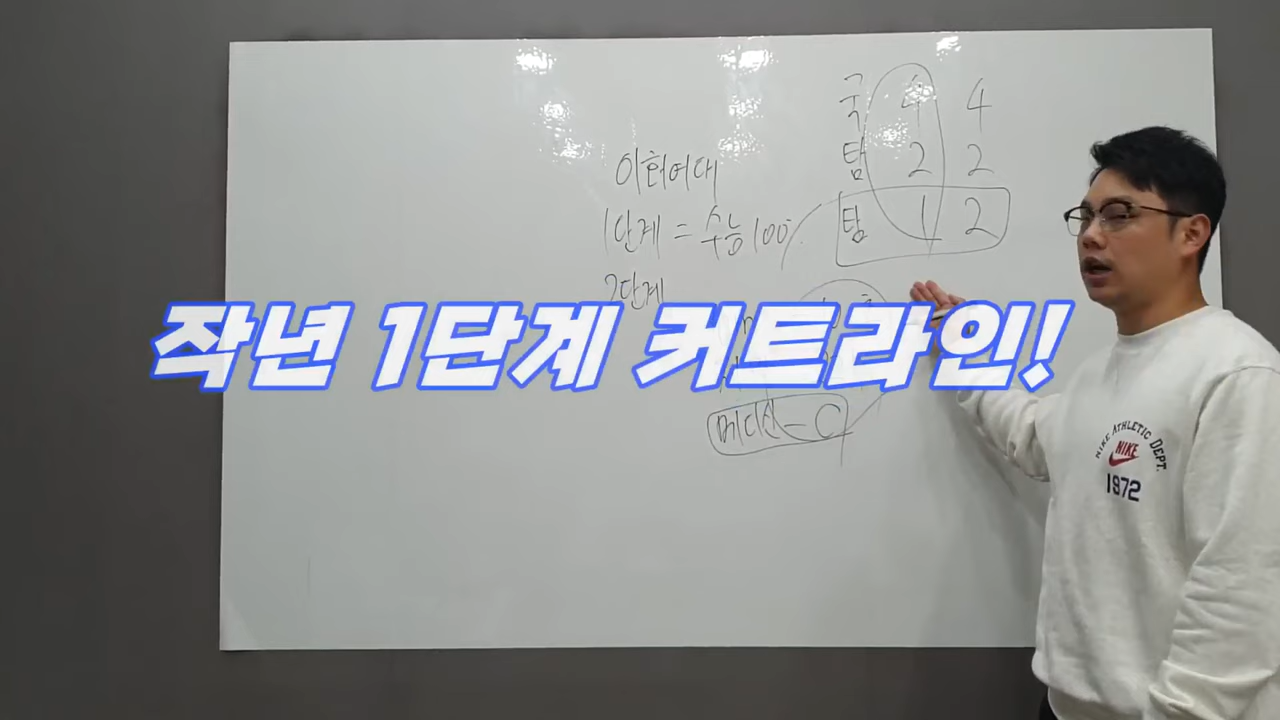 국 4 4
탐 2 2
탐 1 2
이화여대
1단계 = 수능 100%
2단계
작년 1단계 커트라인!
메디신 - C
NIKE ATHLETIC DEPT.
NIKE
1972